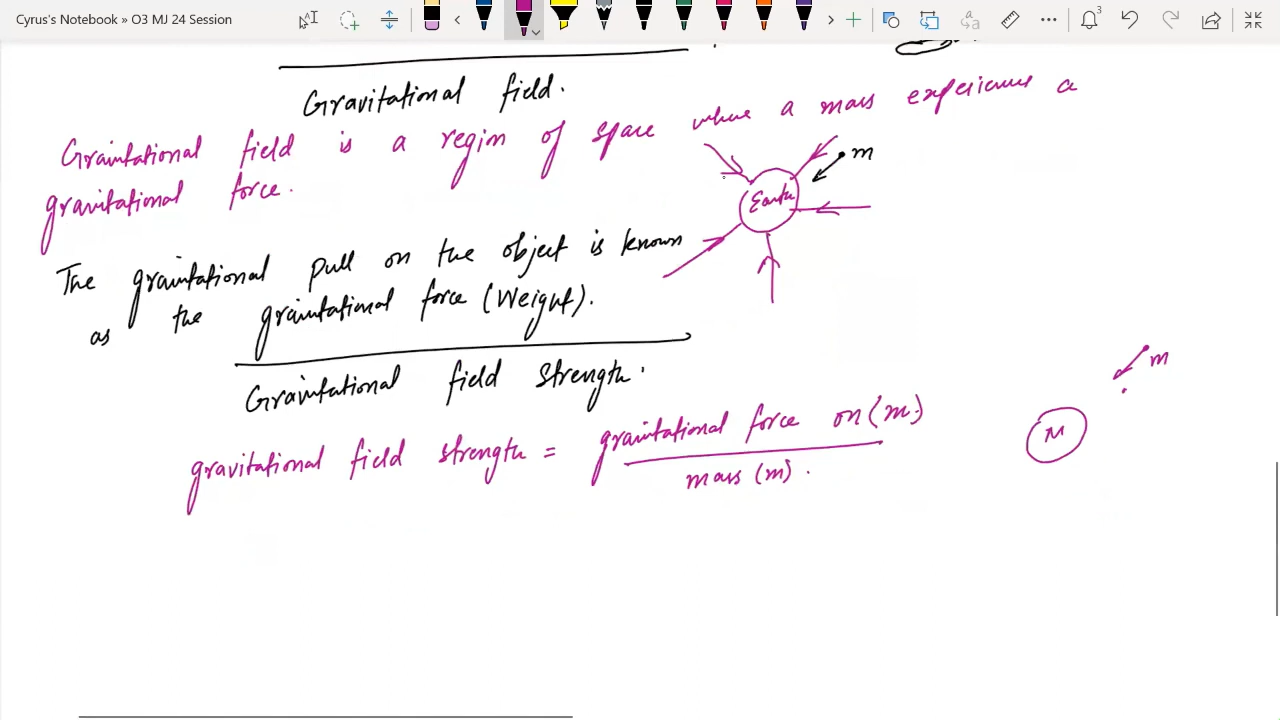 Cyrus's Notebook » O3 MJ 24 Session
3
Gravitational field.
Gravitational field is a region of space where a mass experiences a
gravitational force.
m
Earth
The gravitational pull on the object is known
as the gravitational force (Weight).
Gravitational field strength.
m
M
gravitational field strength = gravitational force on (m)
mass (m).